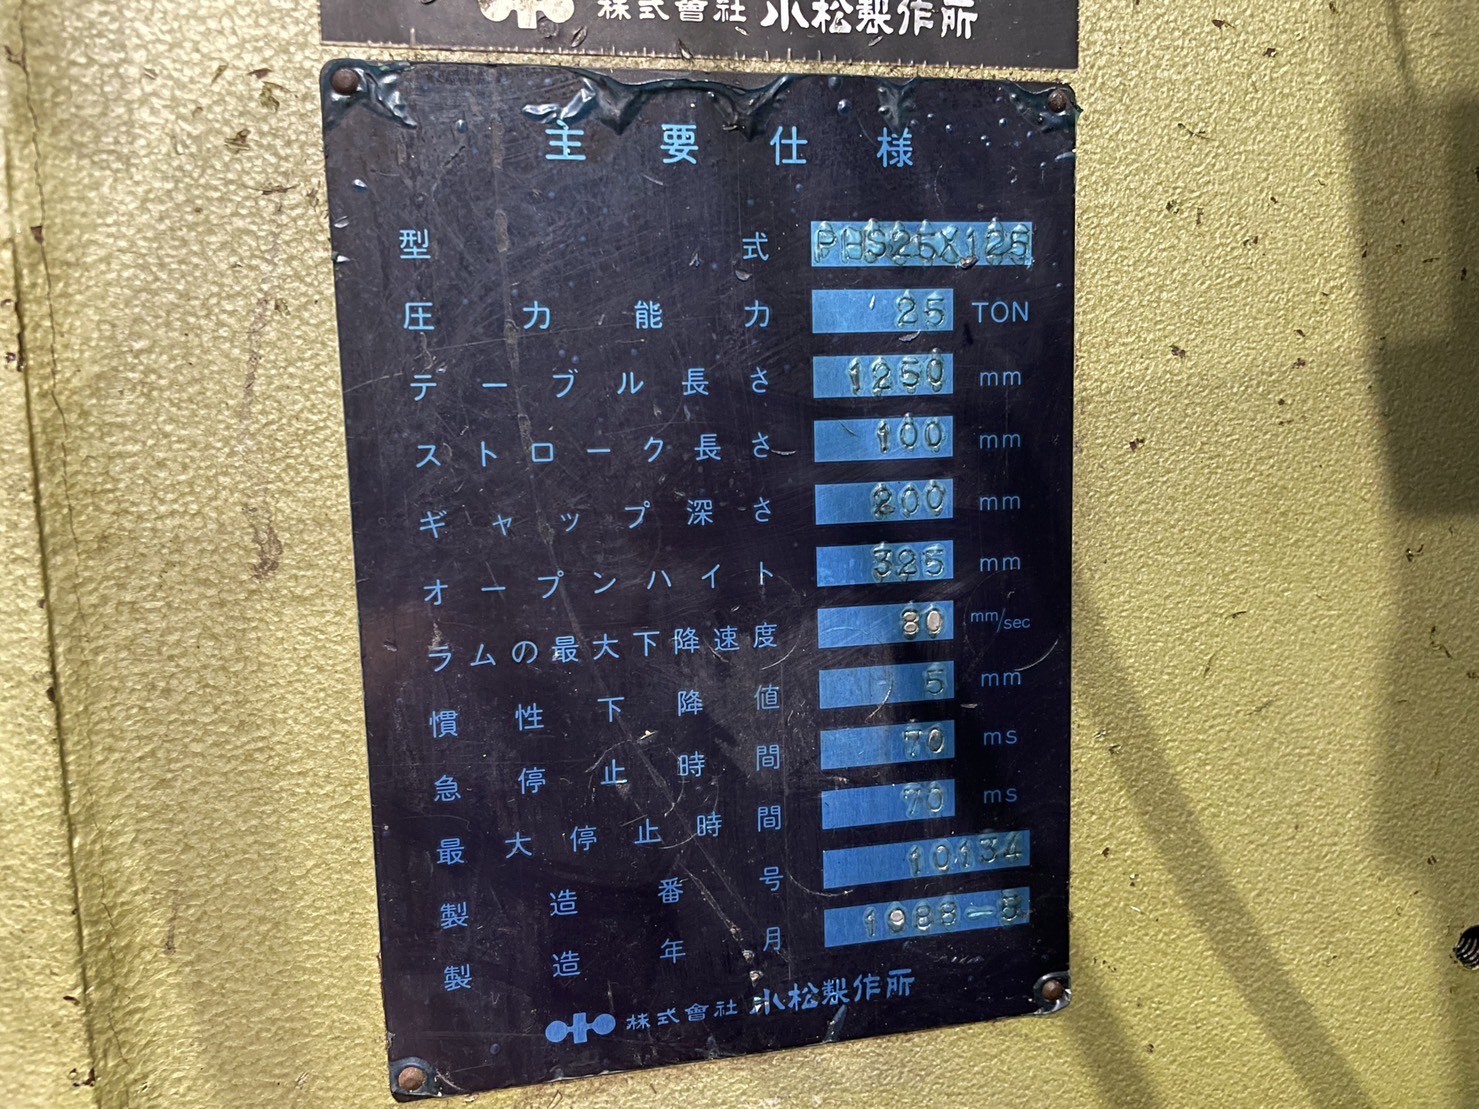 株式會社 小松製作所
主要仕様
型式 PHS25X125
圧力能力 25 TON
テーブル長さ 1250 mm
ストローク長さ 100 mm
ギャップ深さ 200 mm
オープンハイト 325 mm
ラムの最大下降速度 80 mm/sec
慣性下降値 5 mm
急停止時間 70 ms
最大停止時間 70 ms
製造番号 10134
製造年月 1988-8
株式會社 小松製作所